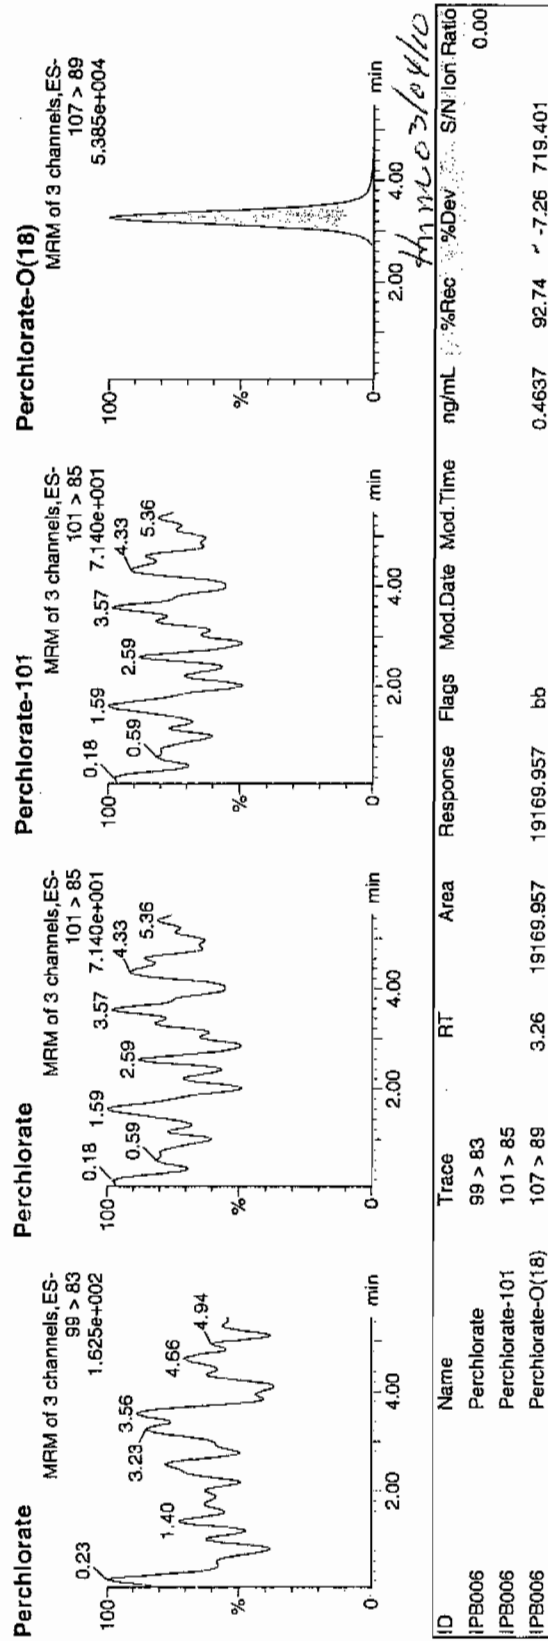 Perchlorate
MRM of 3 channels,ES-
99 > 83
1.625e+002
100
%
0
0.23
1.40
3.23
3.56
4.66
4.94
2.00
4.00
min
Perchlorate
MRM of 3 channels,ES-
101 > 85
7.140e+001
100
%
0
0.18
0.59
1.59
2.59
3.57
4.33
5.36
2.00
4.00
min
Perchlorate-101
MRM of 3 channels,ES-
101 > 85
7.140e+001
100
%
0
0.18
0.59
1.59
2.59
3.57
4.33
5.36
2.00
4.00
min
Perchlorate-O(18)
MRM of 3 channels,ES-
107 > 89
5.385e+004
100
%
0
2.00
4.00
min
03/04/10
ID Name Trace RT Area Response Flags Mod.Date Mod.Time ng/mL %Rec %Dev S/N Ion Ratio
IPB006 Perchlorate 99 > 83 0.00
IPB006 Perchlorate-101 101 > 85
IPB006 Perchlorate-O(18) 107 > 89 3.26 19169.957 19169.957 bb 0.4637 92.74 -7.26 719.401